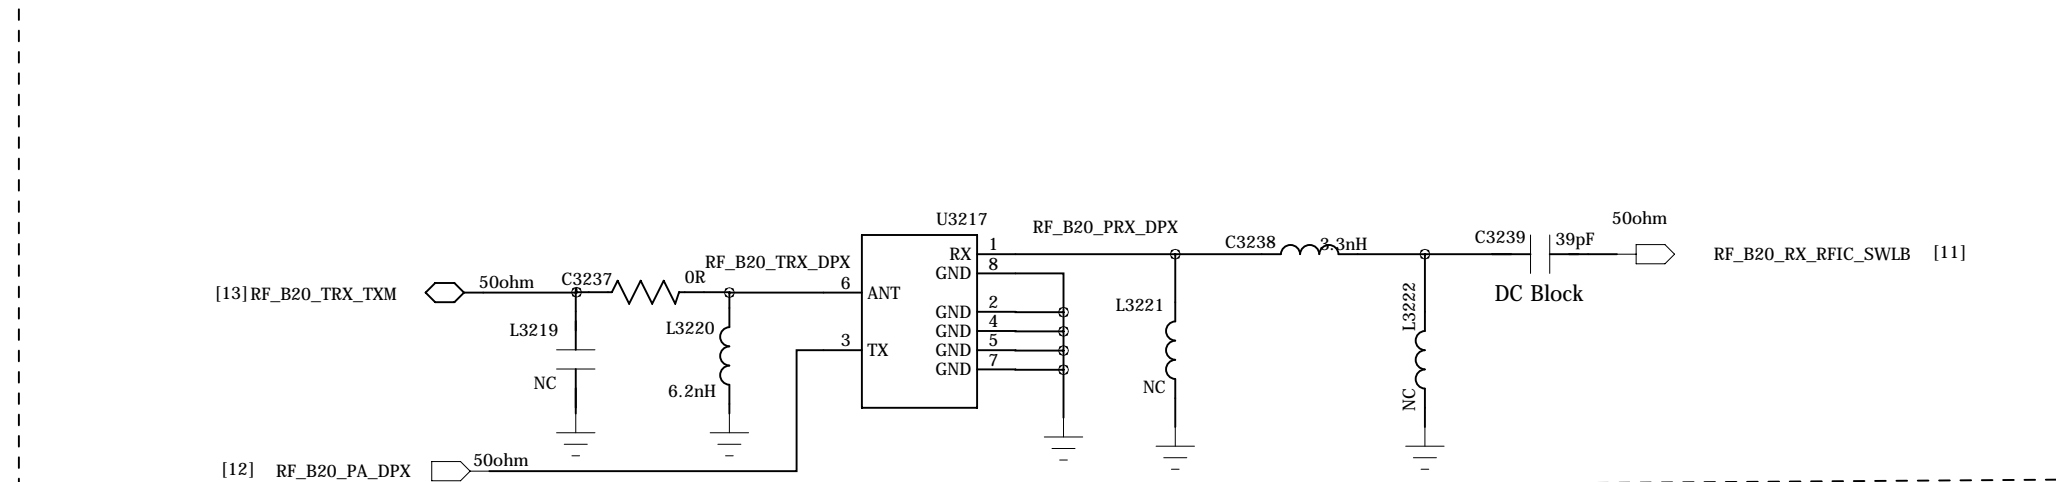 50ohm
U3217
RF_B20_PRX_DPX
C3238 3.3nH
C3239 39pF
RF_B20_RX_RFIC_SWLB [11]
RX 1
GND 8
RF_B20_TRX_DPX
[13] RF_B20_TRX_TXM
50ohm
C3237 0R
6 ANT
DC Block
GND 2
GND 4
GND 5
GND 7
L3219
NC
L3220
6.2nH
3 TX
L3221
NC
L3222
NC
[12] RF_B20_PA_DPX
50ohm